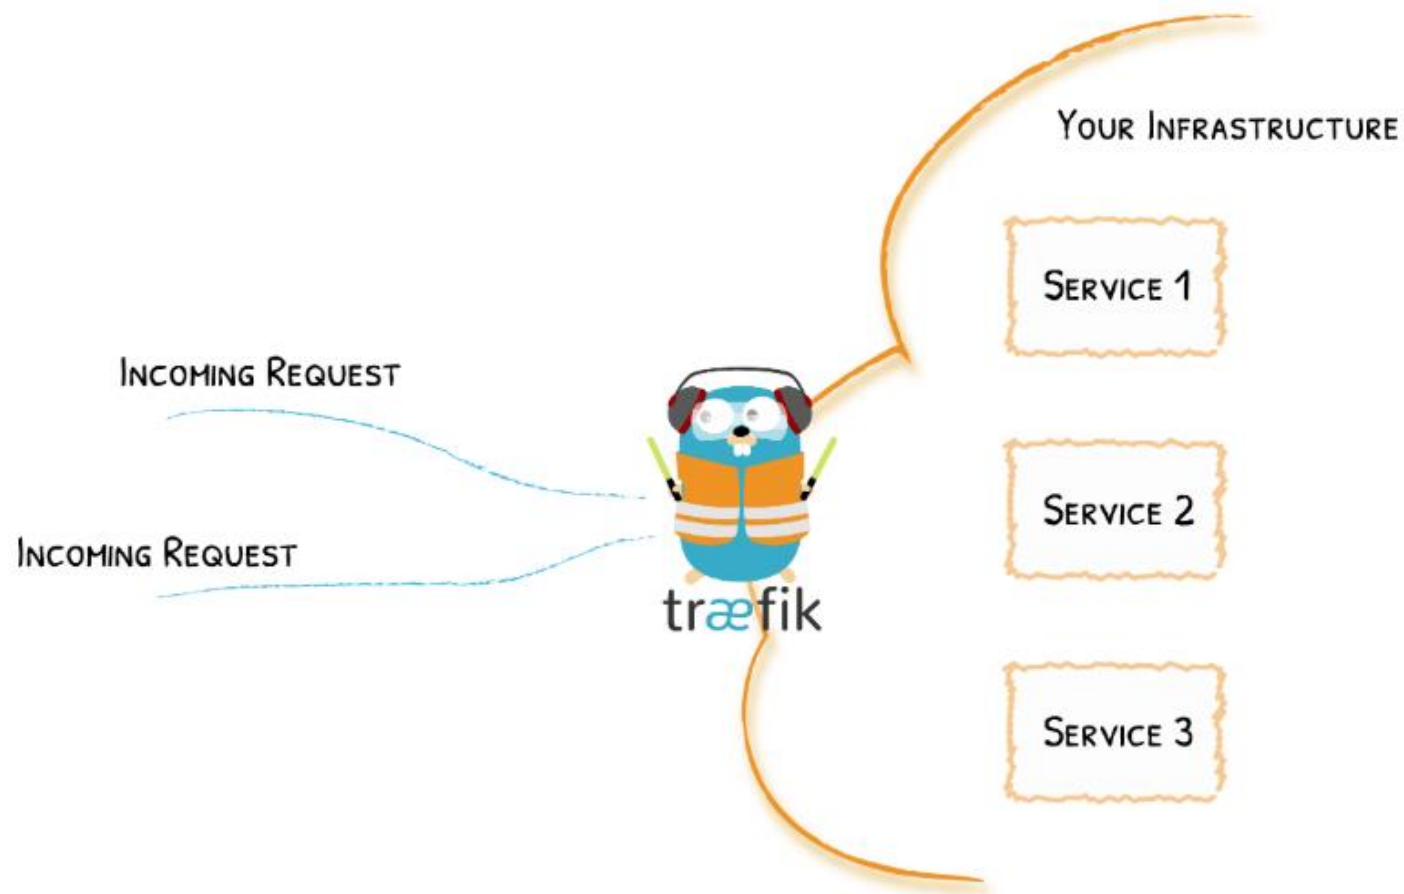 Your Infrastructure
Service 1
Incoming Request
Service 2
Incoming Request
træfik
Service 3